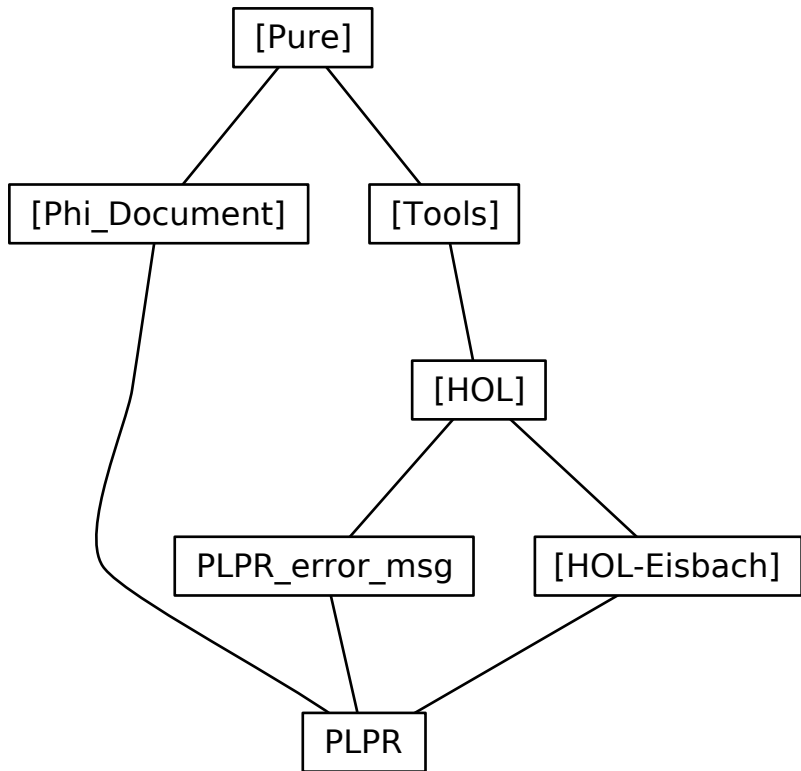 [Pure]
[Phi_Document]
[Tools]
[HOL]
PLPR_error_msg
[HOL-Eisbach]
PLPR